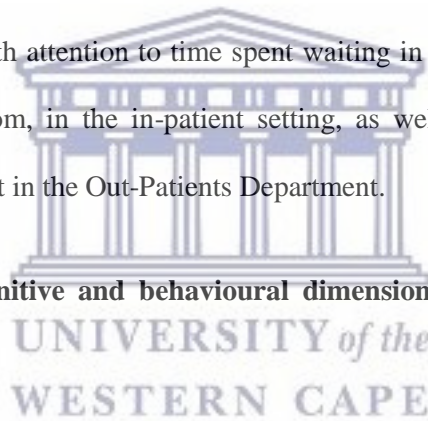 th attention to time spent waiting in
om, in the in-patient setting, as we
t in the Out-Patients Department.
nitive and behavioural dimension
UNIVERSITY of the
WESTERN CAPE